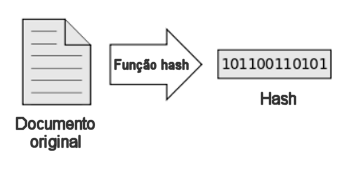 Função hash
101100110101
Hash
Documento
original